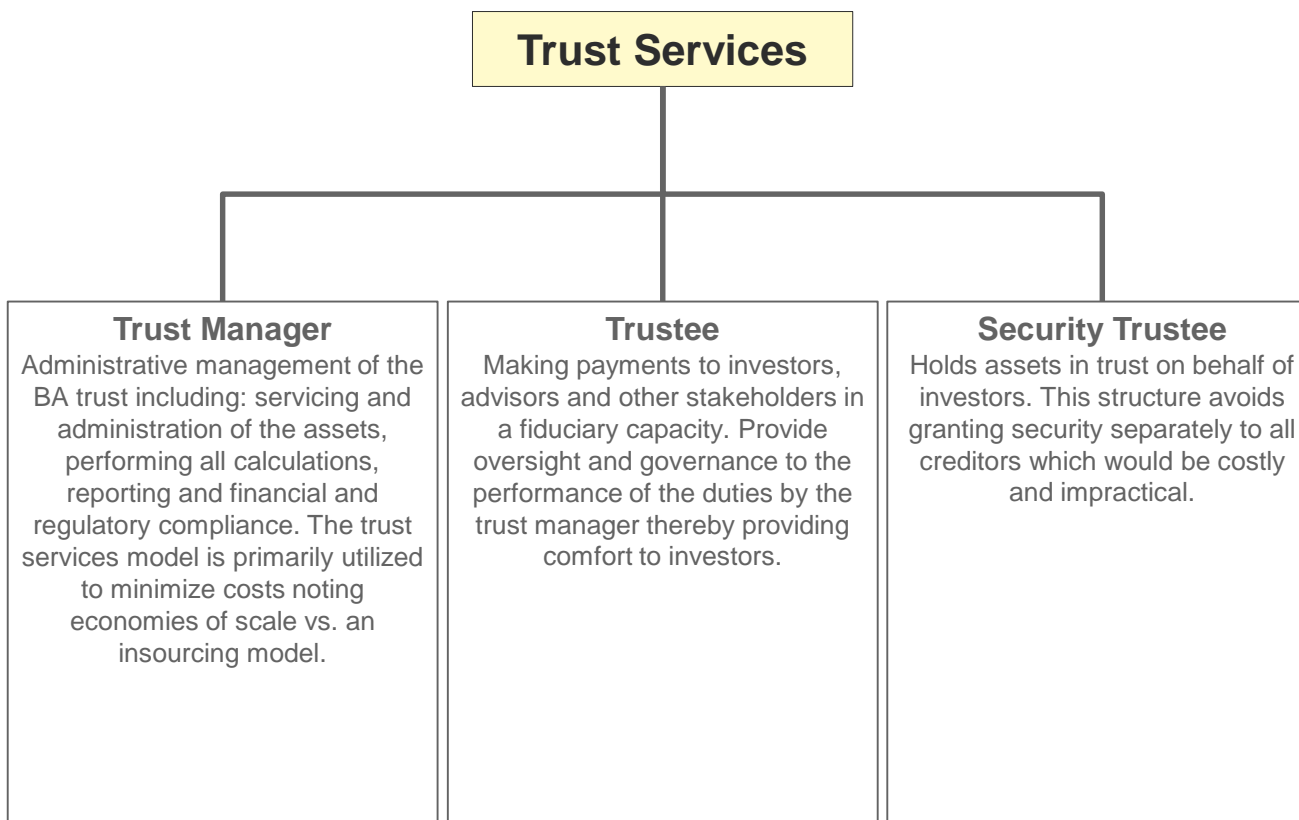 Trust Services
Trust Manager
Administrative management of the
BA trust including: servicing and
administration of the assets,
performing all calculations,
reporting and financial and
regulatory compliance. The trust
services model is primarily utilized
to minimize costs noting
economies of scale vs. an
insourcing model.
Trustee
Making payments to investors,
advisors and other stakeholders in
a fiduciary capacity. Provide
oversight and governance to the
performance of the duties by the
trust manager thereby providing
comfort to investors.
Security Trustee
Holds assets in trust on behalf of
investors. This structure avoids
granting security separately to all
creditors which would be costly
and impractical.